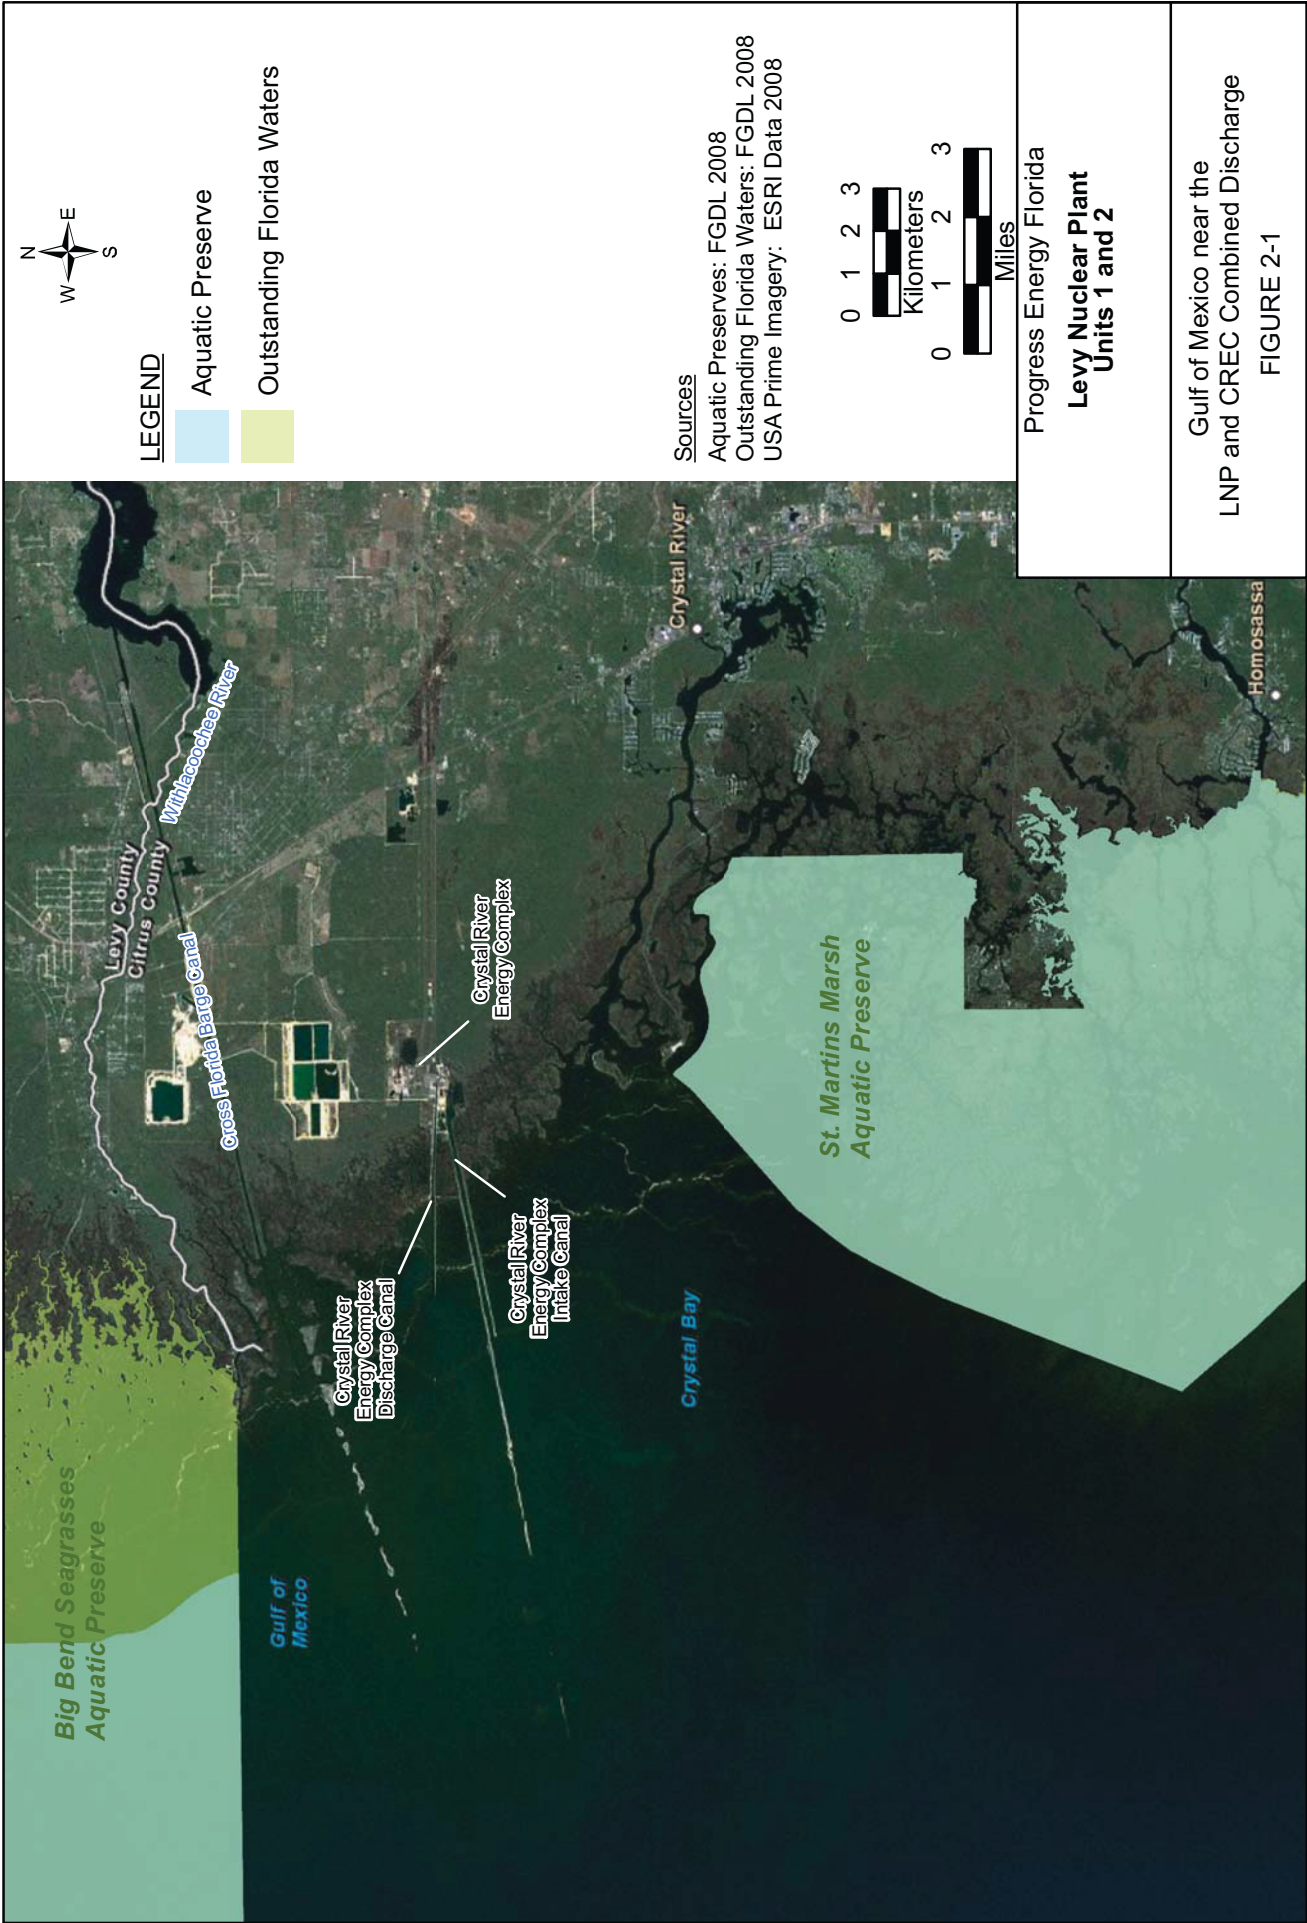 Big Bend Seagrasses
Aquatic Preserve
Gulf of
Mexico
Levy County
Citrus County
Withlacoochee River
Cross Florida Barge Canal
Crystal River
Energy Complex
Discharge Canal
Crystal River
Energy Complex
Crystal River
Energy Complex
Intake Canal
Crystal Bay
Crystal River
St. Martins Marsh
Aquatic Preserve
Homosassa
N
W
E
S
LEGEND
Aquatic Preserve
Outstanding Florida Waters
Sources
Aquatic Preserves: FGDL 2008
Outstanding Florida Waters: FGDL 2008
USA Prime Imagery: ESRI Data 2008
0 1 2 3
Kilometers
0 1 2 3
Miles
Progress Energy Florida
Levy Nuclear Plant
Units 1 and 2
Gulf of Mexico near the
LNP and CREC Combined Discharge
FIGURE 2-1